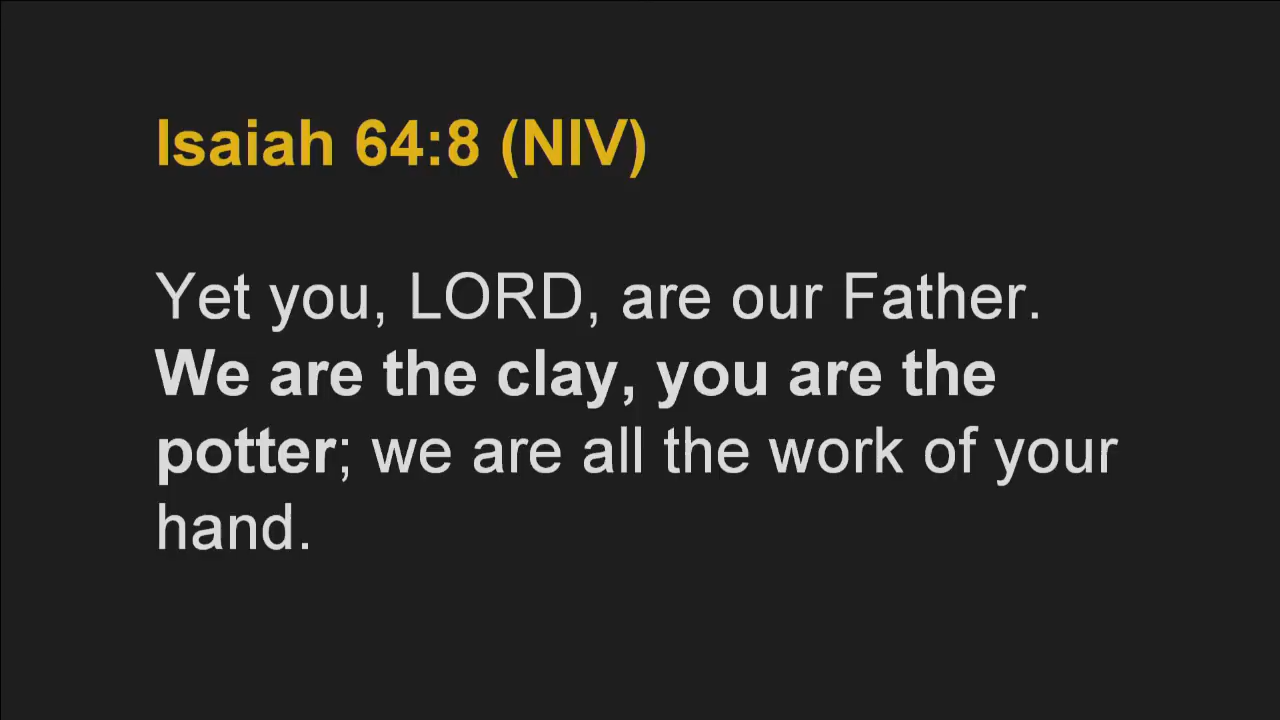 Isaiah 64:8 (NIV)
Yet you, LORD, are our Father.
We are the clay, you are the
potter; we are all the work of your
hand.